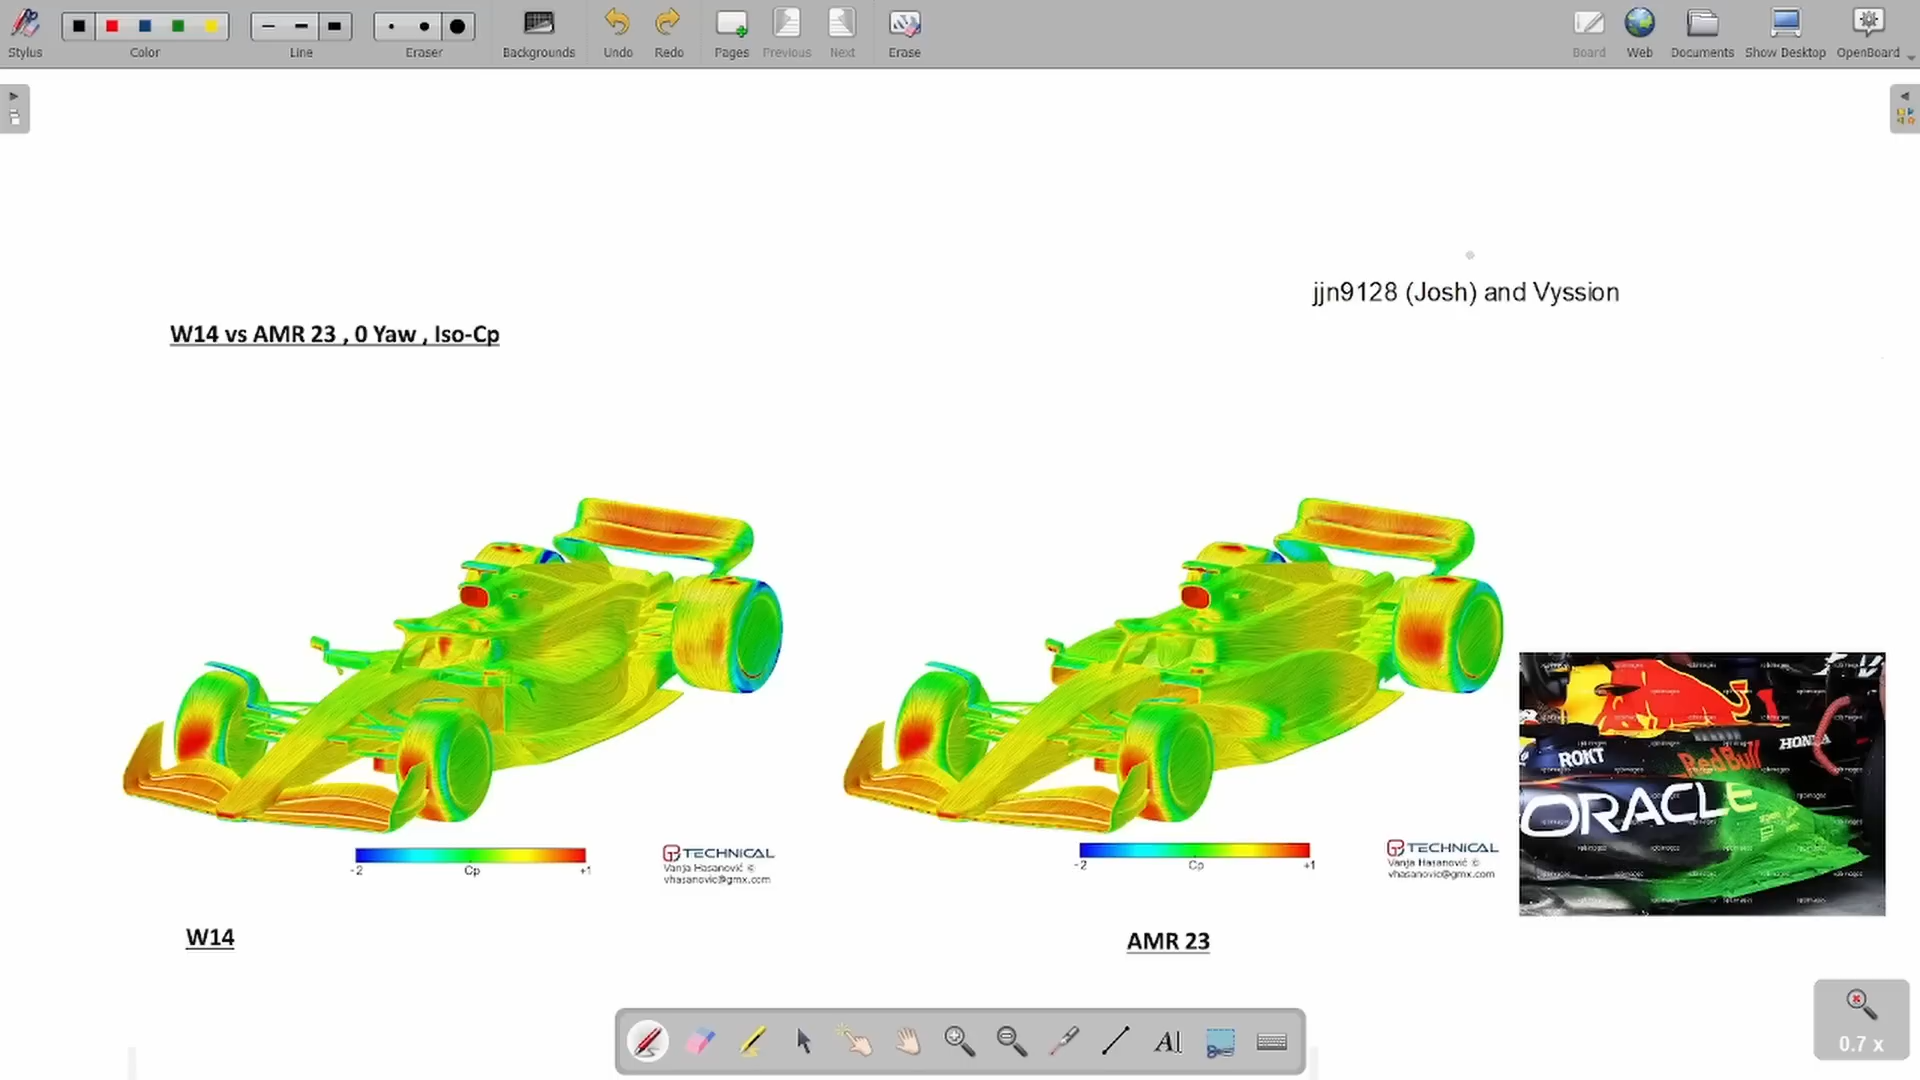 Stylus
Color
Line
Eraser
Backgrounds
Undo
Redo
Pages
Previous
Next
Erase
Board
Web
Documents
Show Desktop
OpenBoard
jjn9128 (Josh) and Vyssion
W14 vs AMR 23 , 0 Yaw , Iso-Cp
-2
Cp
+1
TECHNICAL
Vanja Hasanović ©
vhasanovic@gmx.com
-2
Cp
+1
TECHNICAL
Vanja Hasanović ©
vhasanovic@gmx.com
ROKT
RedBull
HONDA
ORACLE
W14
AMR 23
AI
0.7 x